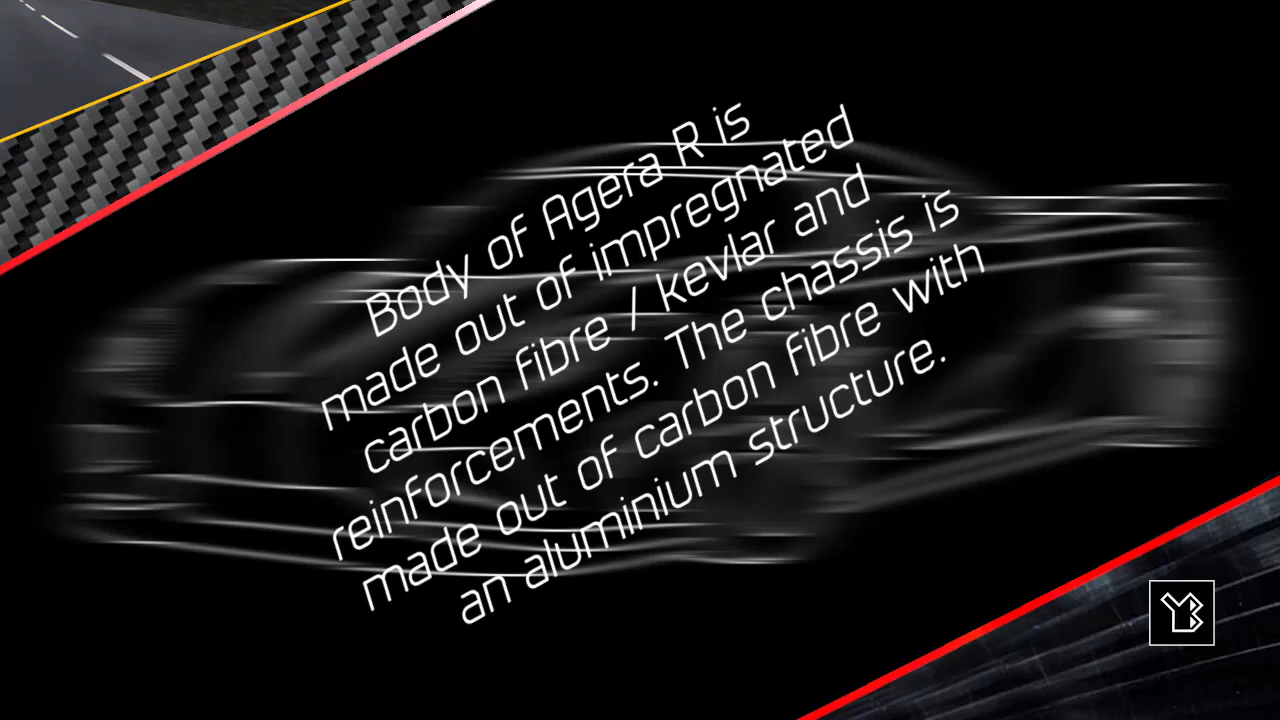 Body of Agera R is
made out of impregnated
carbon fibre / kevlar and
reinforcements. The chassis is
made out of carbon fibre with
an aluminium structure.